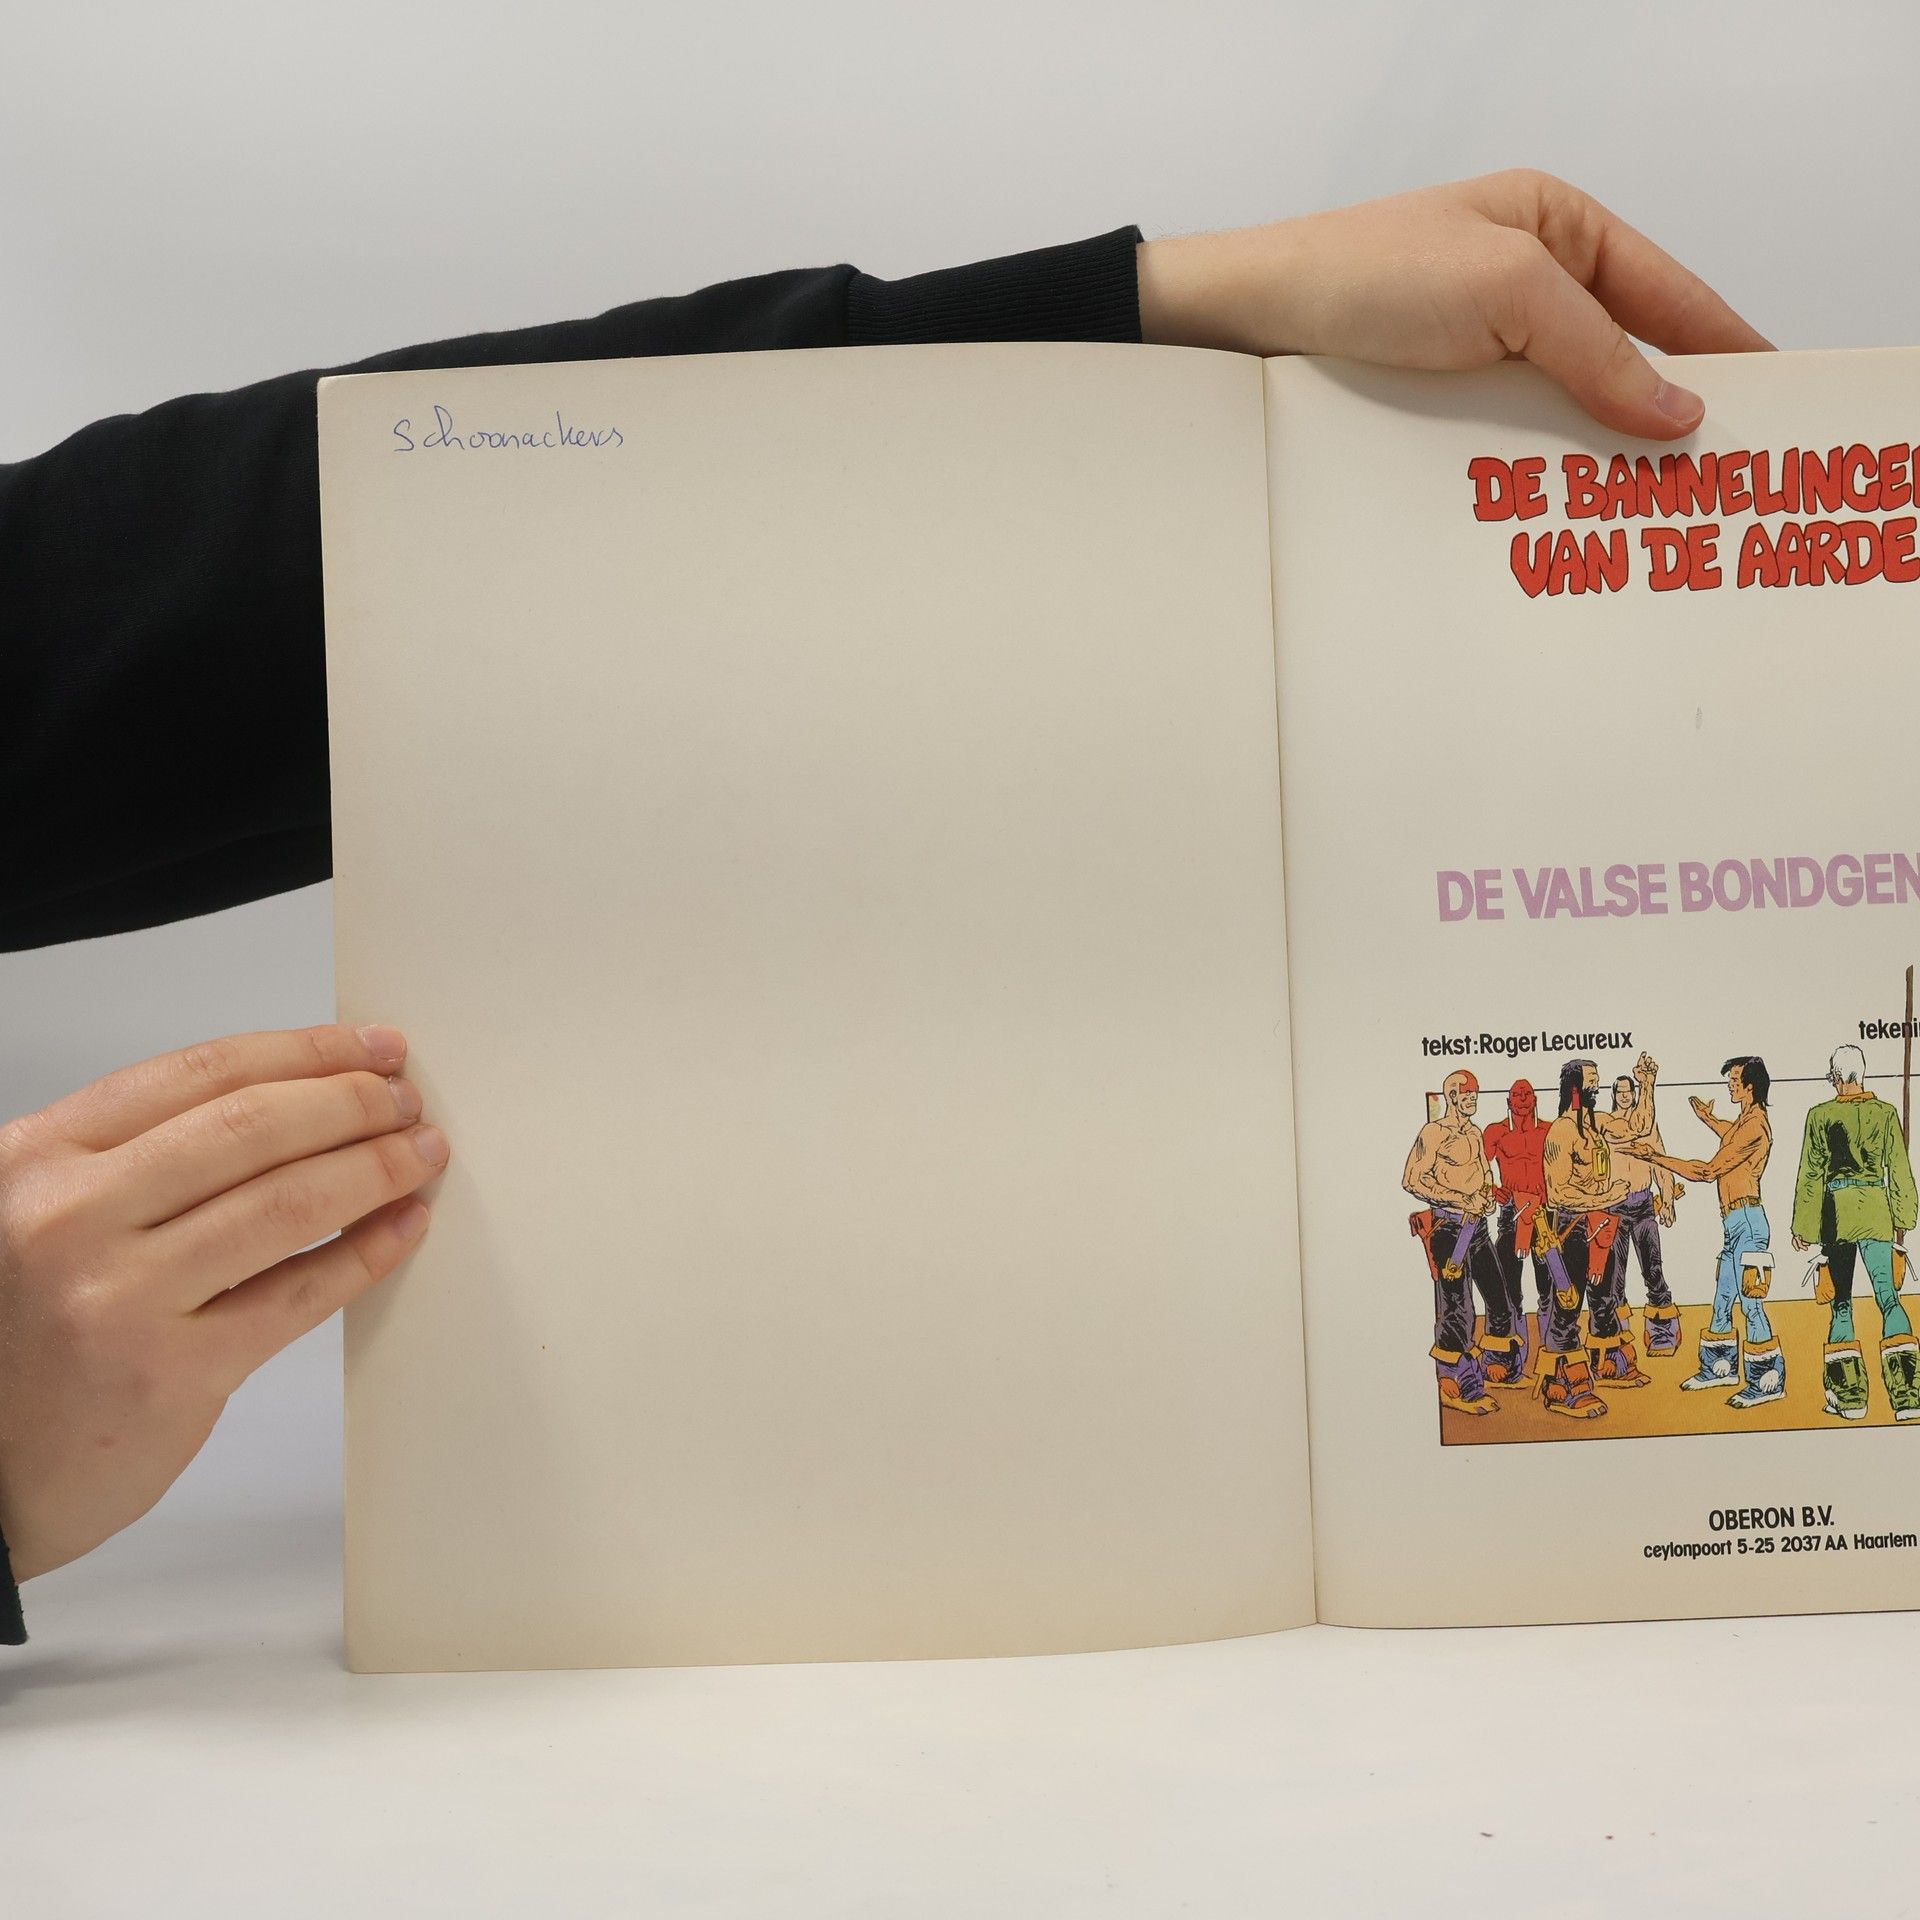 Schoonackers
DE BANNELINGE
VAN DE AARDE
DE VALSE BONDGEN
tekst: Roger Lecureux
tekeni
OBERON B.V.
ceylonpoort 5-25 2037 AA Haarlem